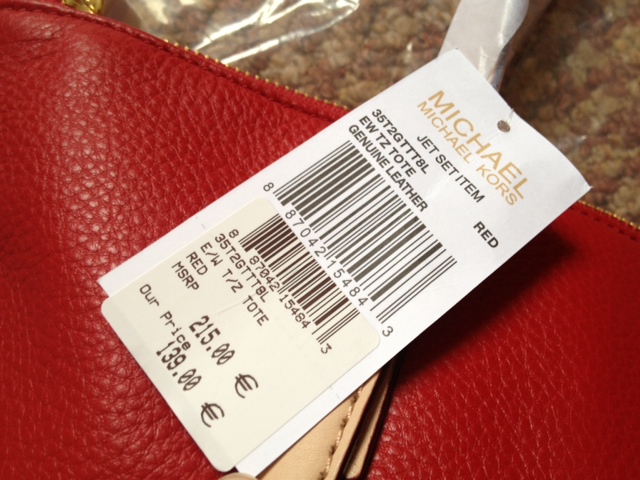 MICHAEL
MICHAEL KORS
JET SET ITEM
35T2GTTT8L RED
EW TZ TOTE
GENUINE LEATHER
8 87042 15484 3
8 87042 15484 3
35T2GTTT8L
E/W T/Z TOTE
RED
MSRP 215.00 €
Our Price 139.00 €